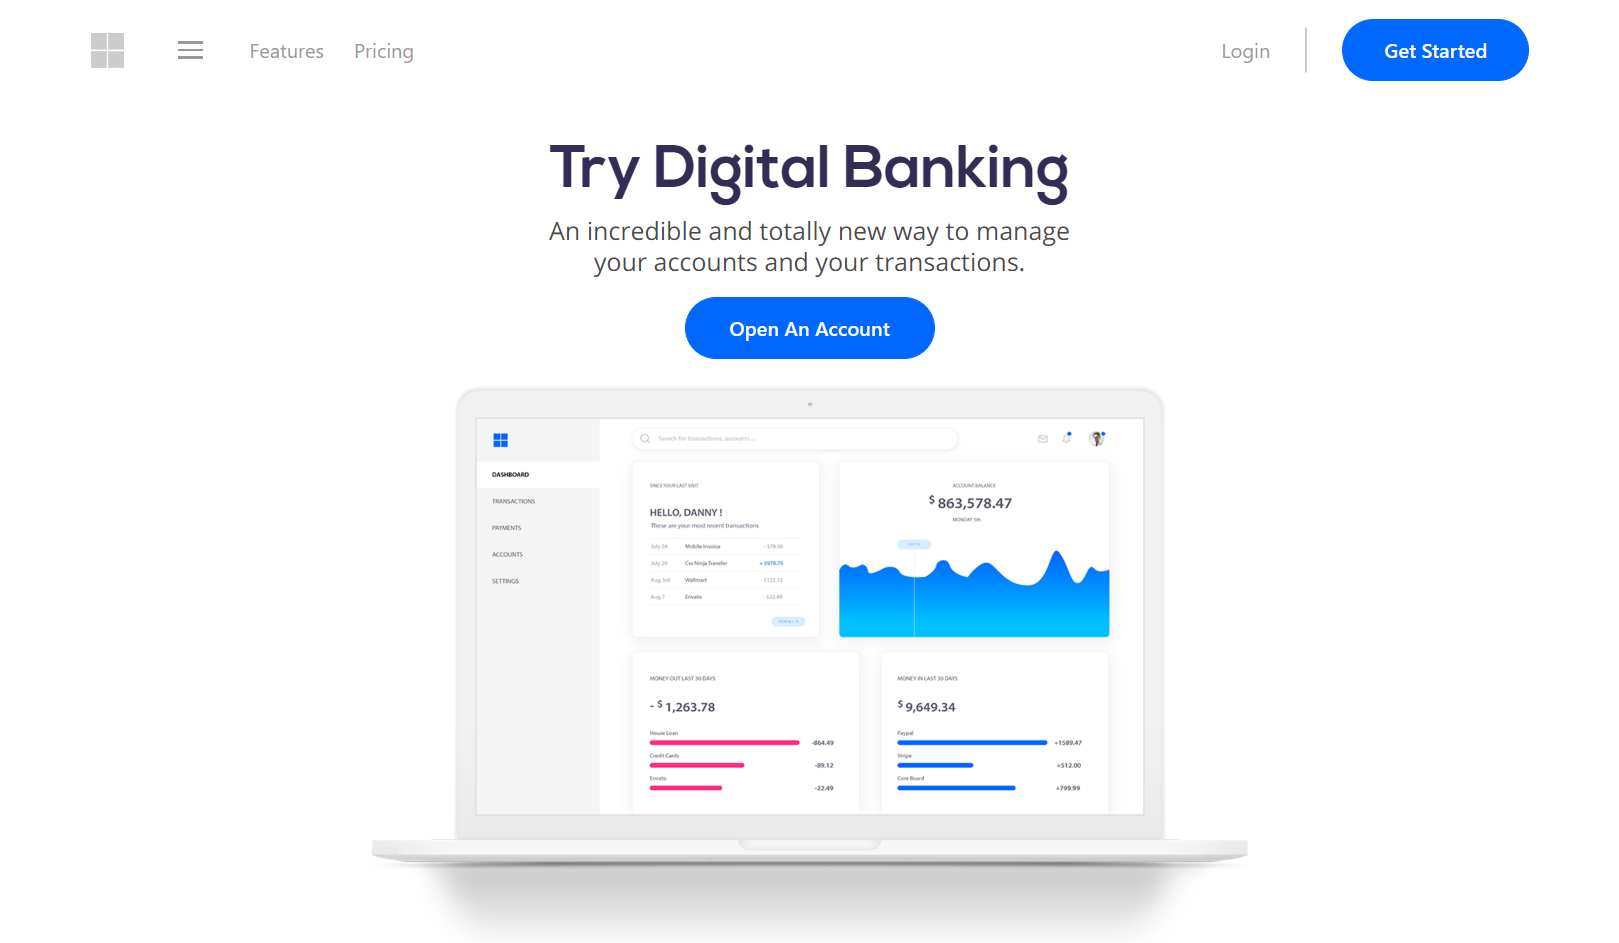 Features Pricing Login Get Started
Try Digital Banking
An incredible and totally new way to manage
your accounts and your transactions.
Open An Account
Search for transactions, accounts ...
DASHBOARD
TRANSACTIONS
PAYMENTS
ACCOUNTS
SETTINGS
SINCE YOUR LAST VISIT
HELLO, DANNY !
These are your most recent transactions
July 24 Mobile Invoice - $78.36
July 29 Css Ninja Transfer + $978.79
Aug 3rd Wallmart - $122.12
Aug 7 Envato - $22.49
VIEW ALL
ACCOUNT BALANCE
$ 863,578.47
MONDAY 5th
MONEY OUT LAST 30 DAYS
- $ 1,263.78
House Loan
-864.49
Credit Cards
-89.12
Envato
-22.49
MONEY IN LAST 30 DAYS
$ 9,649.34
Paypal
+1589.47
Stripe
+512.00
Core Board
+799.99